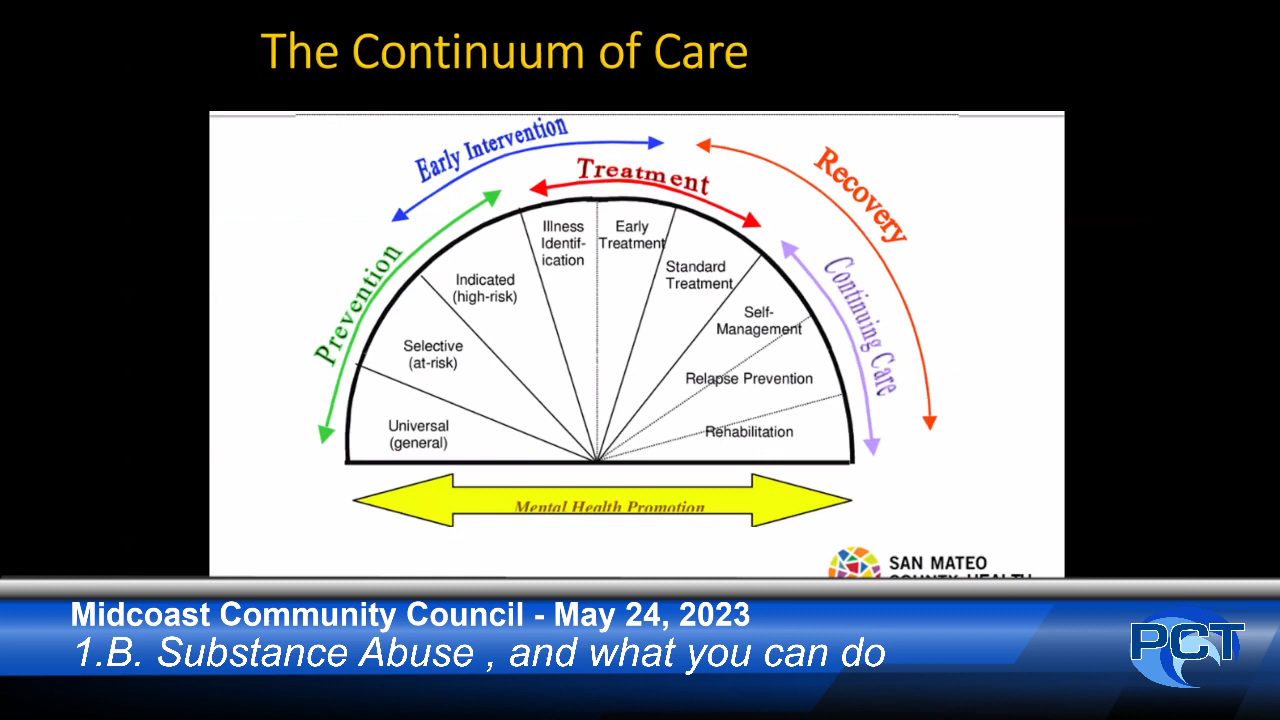 The Continuum of Care
Early Intervention
Treatment
Recovery
Prevention
Continuing Care
Illness
Identif-
ication
Early
Treatment
Indicated
(high-risk)
Standard
Treatment
Selective
(at-risk)
Self-
Management
Relapse Prevention
Universal
(general)
Rehabilitation
Mental Health Promotion
SAN MATEO
COUNTY HEALTH
Midcoast Community Council - May 24, 2023
1.B. Substance Abuse , and what you can do
PCT